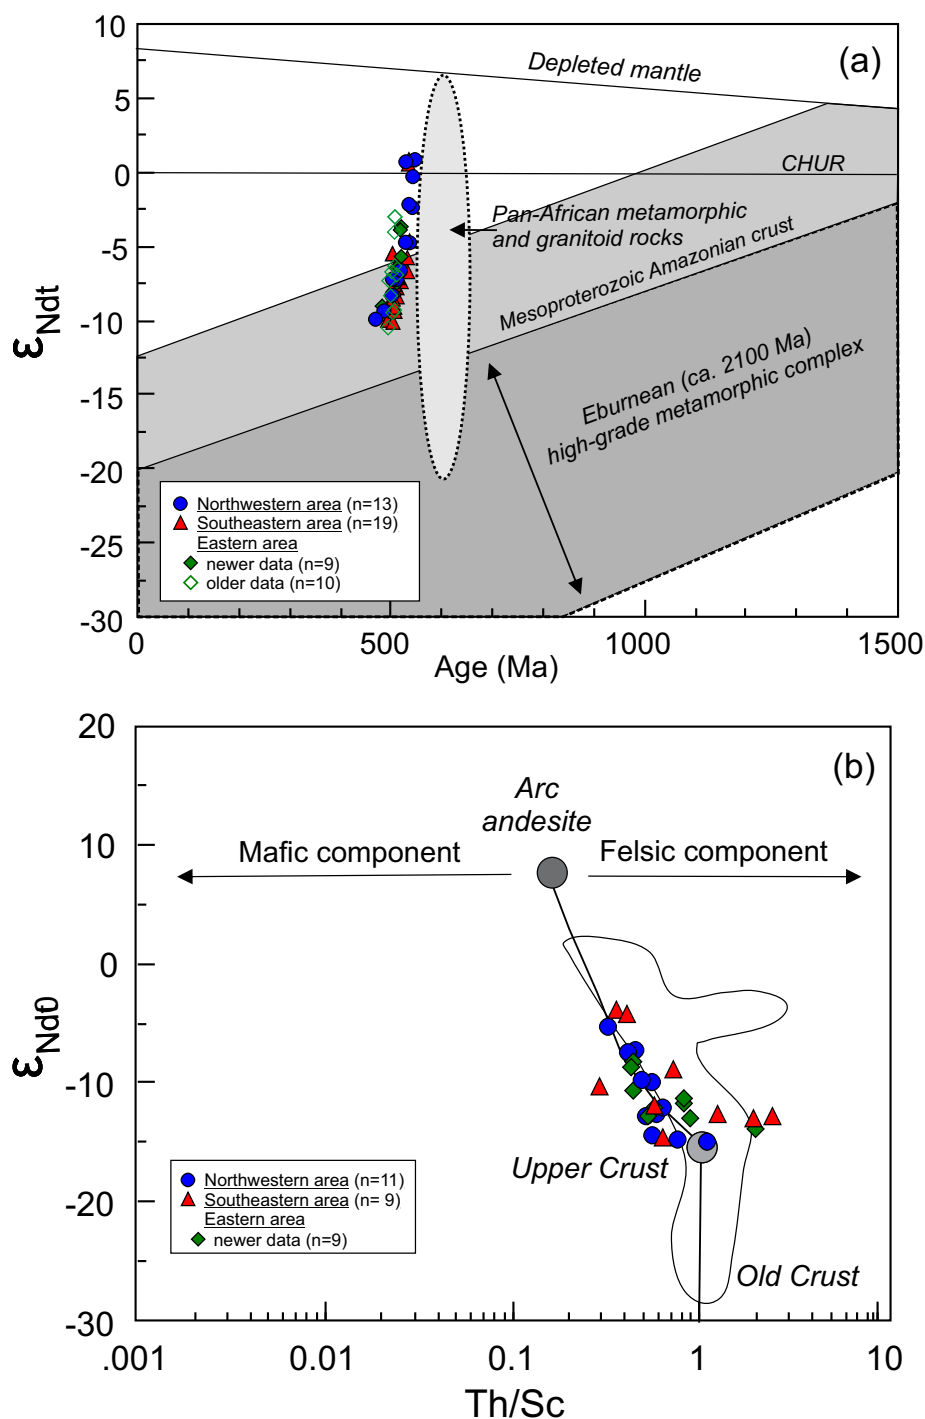 10
5
0
-5
-10
-15
-20
-25
-30
εNdt
(a)
Depleted mantle
CHUR
Pan-African metamorphic
and granitoid rocks
Mesoproterozoic Amazonian crust
Eburnean (ca. 2100 Ma)
high-grade metamorphic complex
Northwestern area (n=13)
Southeastern area (n=19)
Eastern area
newer data (n=9)
older data (n=10)
0 500 1000 1500
Age (Ma)
20
10
0
-10
-20
-30
(b)
Arc
andesite
Mafic component
Felsic component
Upper Crust
Old Crust
Northwestern area (n=11)
Southeastern area (n= 9)
Eastern area
newer data (n=9)
.001 0.01 0.1 1 10
Th/Sc